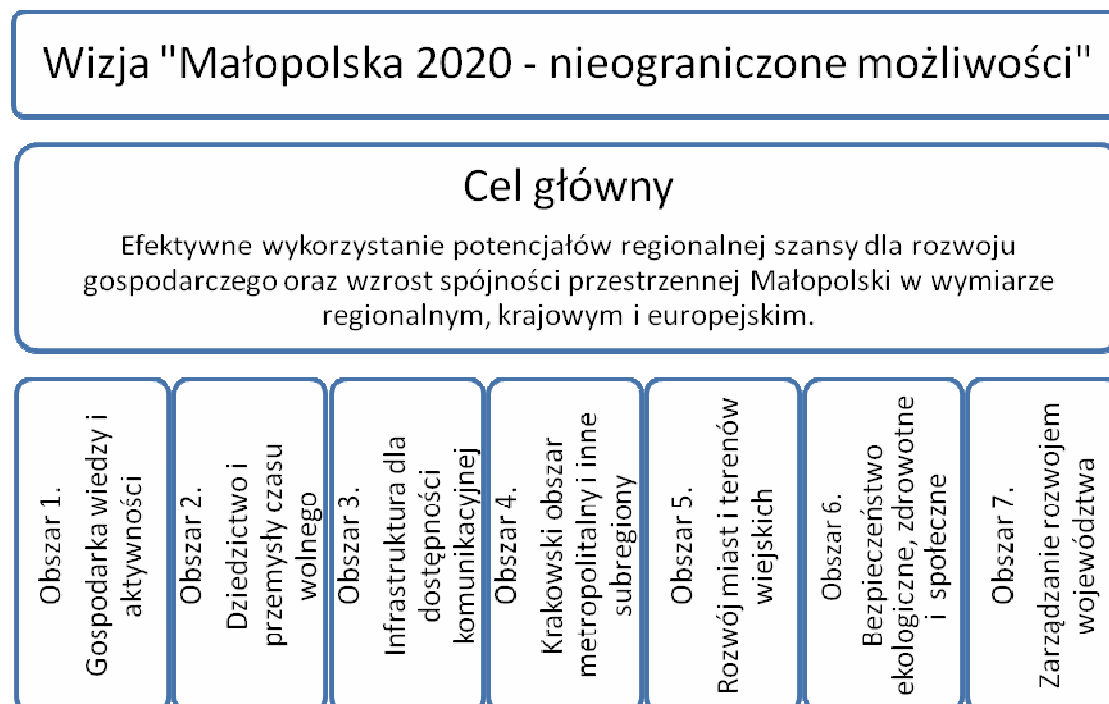 Wizja "Małopolska 2020 - nieograniczone możliwości"
Cel główny
Efektywne wykorzystanie potencjałów regionalnej szansy dla rozwoju
gospodarczego oraz wzrost spójności przestrzennej Małopolski w wymiarze
regionalnym, krajowym i europejskim.
Obszar 1.
Gospodarka wiedzy i
aktywności
Obszar 2.
Dziedzictwo i
przemysły czasu
wolnego
Obszar 3.
Infrastruktura dla
dostępności
komunikacyjnej
Obszar 4.
Krakowski obszar
metropolitalny i inne
subregiony
Obszar 5.
Rozwój miast i terenów
wiejskich
Obszar 6.
Bezpieczeństwo
ekologiczne, zdrowotne
i społeczne
Obszar 7.
Zarządzanie rozwojem
województwa